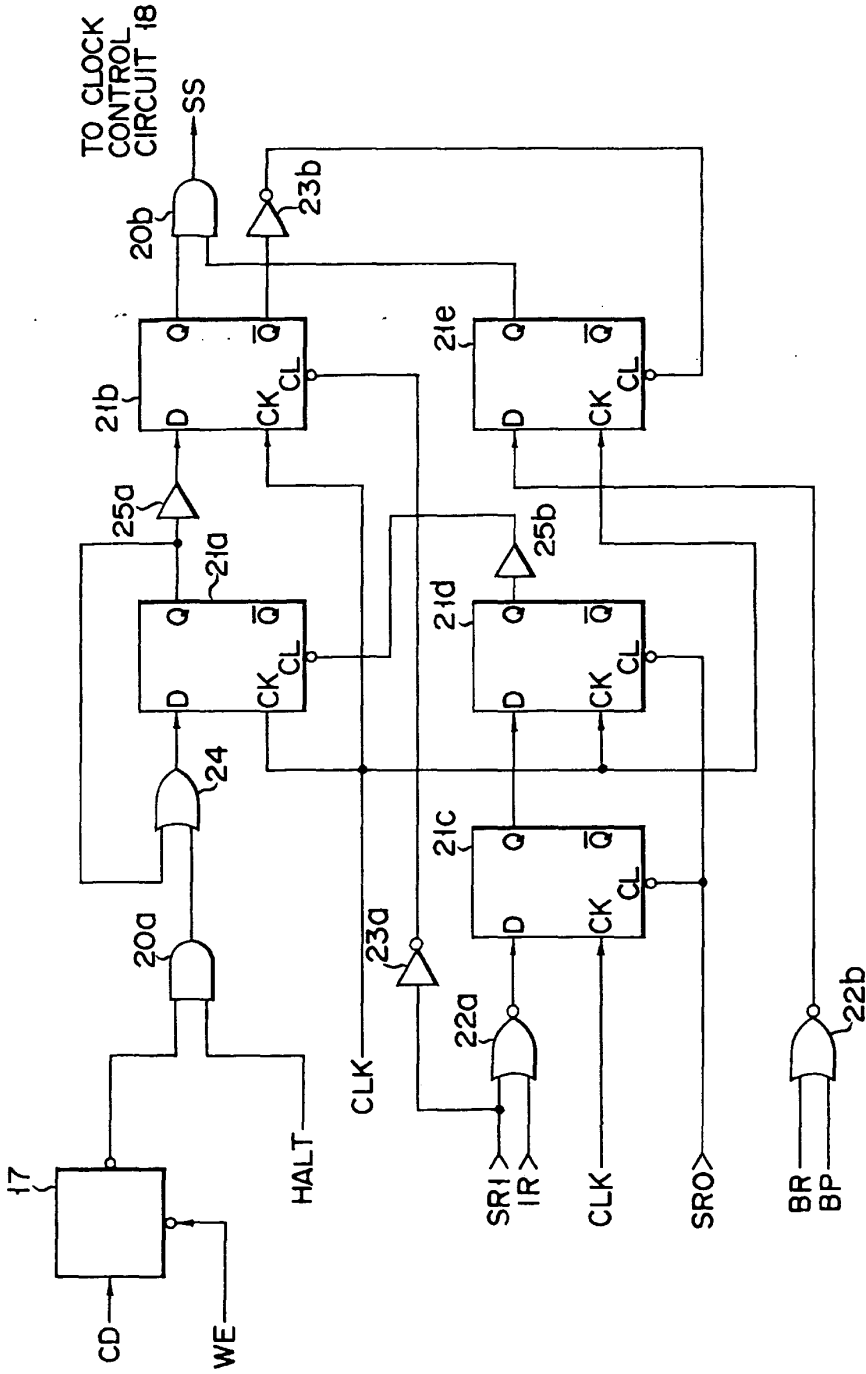 TO CLOCK
CONTROL
CIRCUIT 18
20b
SS
23b
21b
D
Q
Q
CK
CL
25a
21a
D
Q
Q
CK
CL
24
20a
17
CD
WE
HALT
CLK
23a
21e
D
Q
Q
CK
CL
25b
21d
D
Q
Q
CK
CL
21c
D
Q
Q
CK
CL
22a
SR1
IR
CLK
SRO
BR
BP
22b